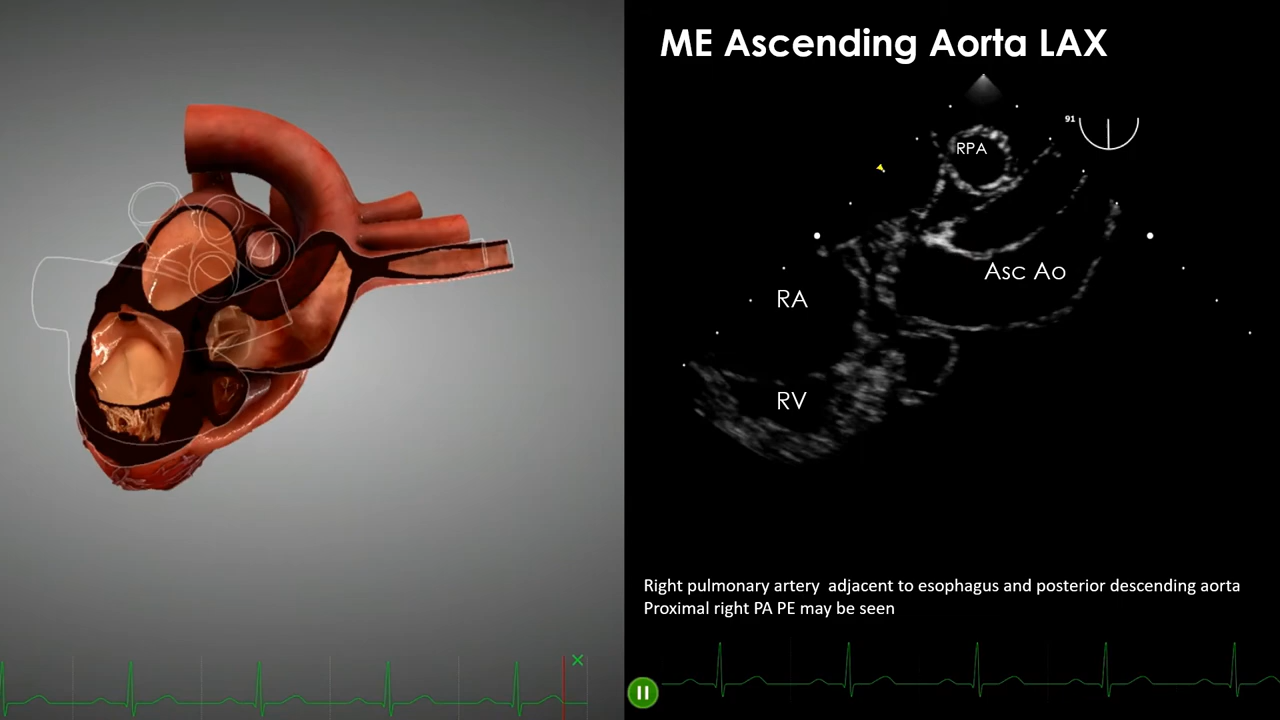 ME Ascending Aorta LAX
91
RPA
Asc Ao
RA
RV
Right pulmonary artery  adjacent to esophagus and posterior descending aorta
Proximal right PA PE may be seen